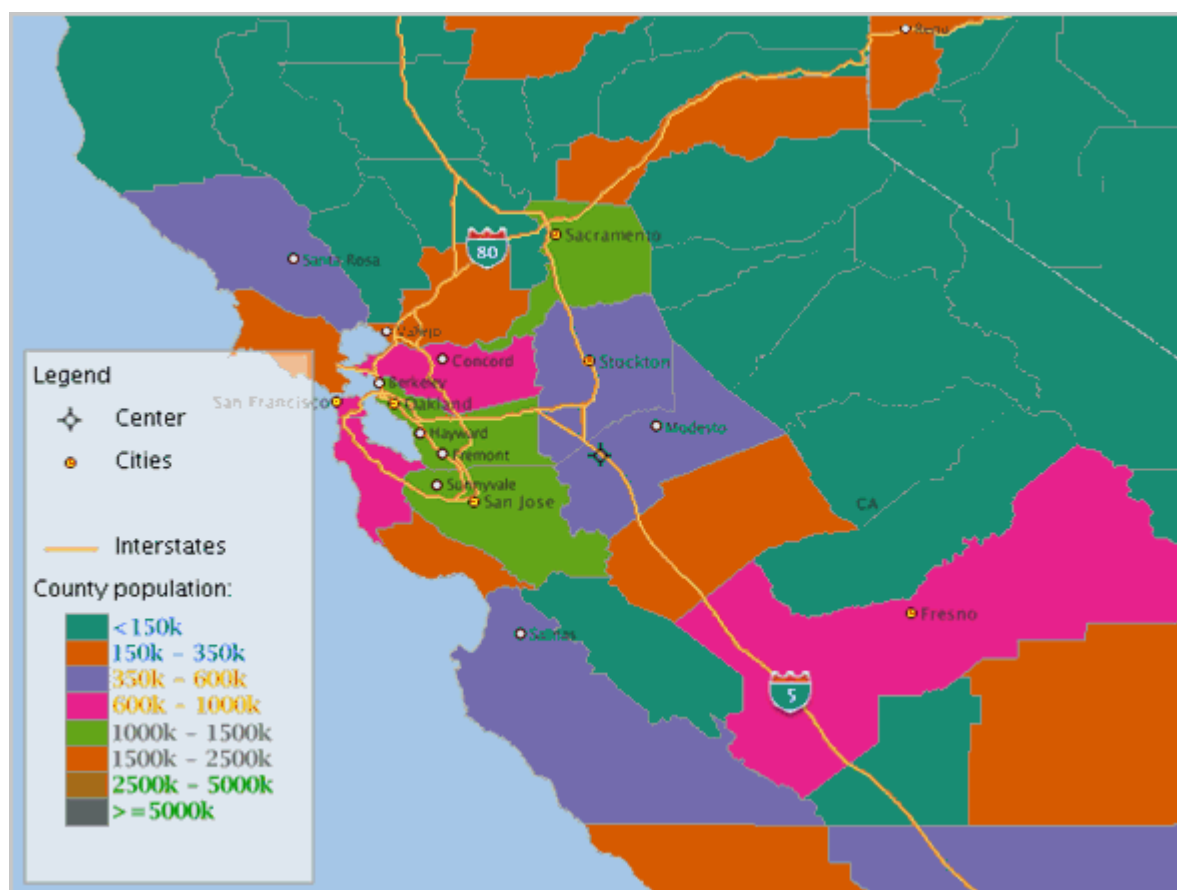 Reno
Sacramento
80
Santa Rosa
Vallejo
Concord
Stockton
Berkeley
San Francisco
Oakland
Modesto
Hayward
Fremont
Sunnyvale
San Jose
CA
Fresno
Salinas
5
Legend
Center
Cities
Interstates
County population:
<150k
150k - 350k
350k - 600k
600k - 1000k
1000k - 1500k
1500k - 2500k
2500k - 5000k
>=5000k